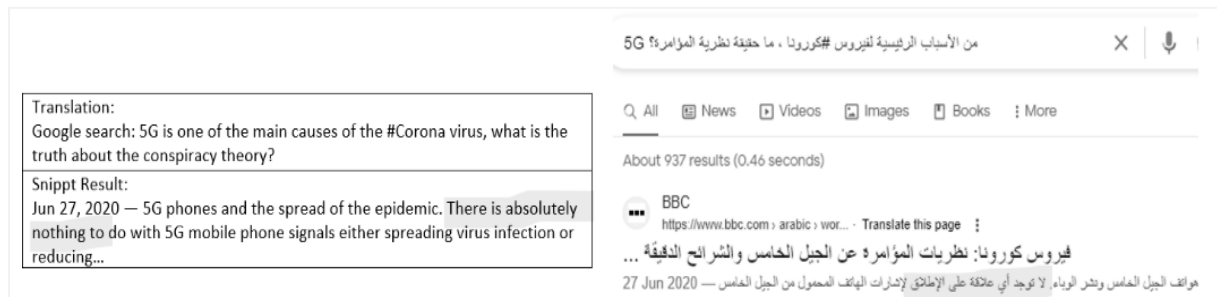 Translation:
Google search: 5G is one of the main causes of the #Corona virus, what is the
truth about the conspiracy theory?
Snippt Result:
Jun 27, 2020 — 5G phones and the spread of the epidemic. There is absolutely
nothing to do with 5G mobile phone signals either spreading virus infection or
reducing...
من الأسباب الرئيسية لفيروس #كورونا ، ما حقيقة نظرية المؤامرة؟ 5G
All News Videos Images Books More
About 937 results (0.46 seconds)
BBC
https://www.bbc.com › arabic › wor... · Translate this page
فيروس كورونا: نظريات المؤامرة عن الجيل الخامس والشرائح الدقيقة ...
27 Jun 2020 — هواتف الجيل الخامس ونشر الوباء. لا توجد أي علاقة على الإطلاق لإشارات الهاتف المحمول من الجيل الخامس